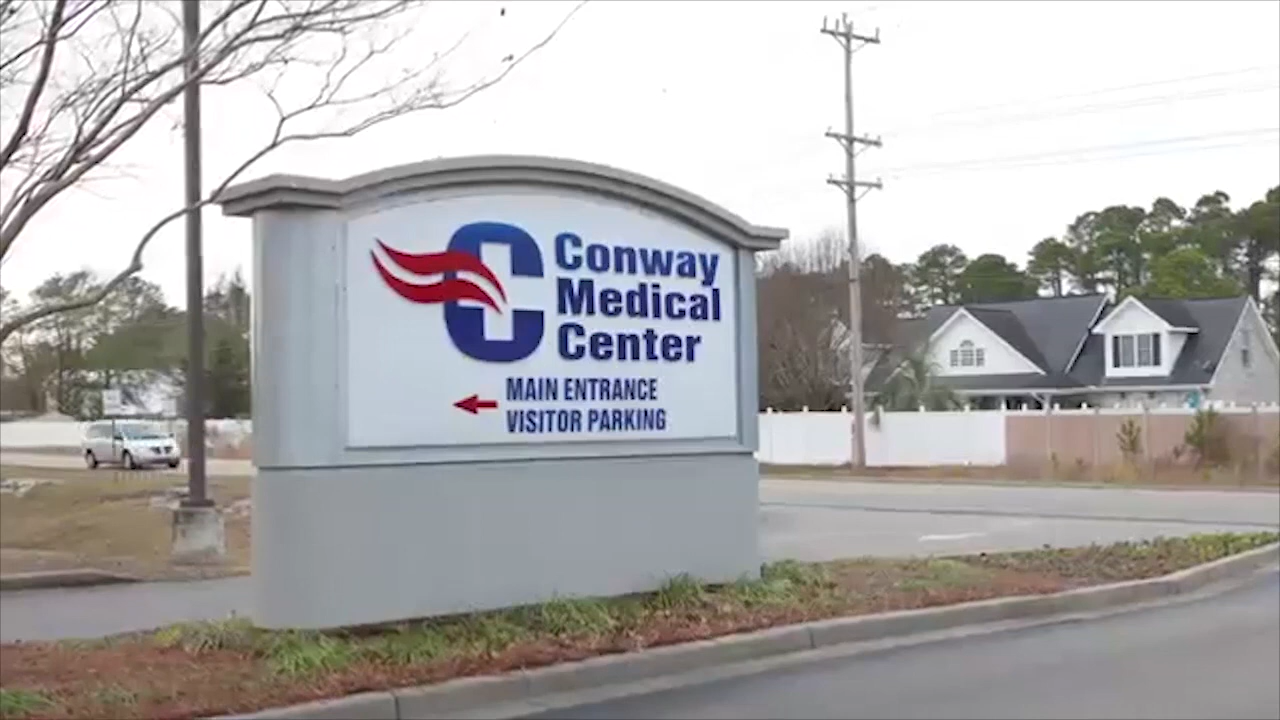 Conway
Medical
Center
MAIN ENTRANCE
VISITOR PARKING